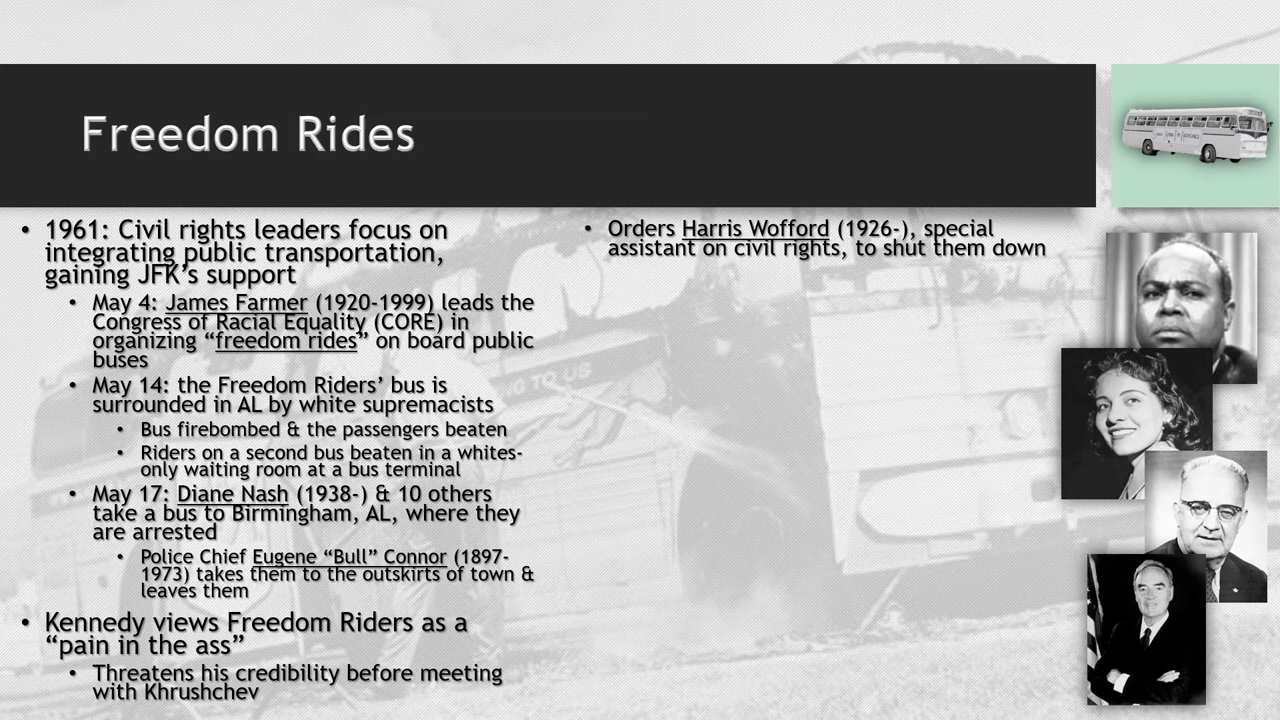 Freedom Rides
• 1961: Civil rights leaders focus on
integrating public transportation,
gaining JFK’s support
• May 4: James Farmer (1920-1999) leads the
Congress of Racial Equality (CORE) in
organizing “freedom rides” on board public
buses
• May 14: the Freedom Riders’ bus is
surrounded in AL by white supremacists
• Bus firebombed & the passengers beaten
• Riders on a second bus beaten in a whites-
only waiting room at a bus terminal
• May 17: Diane Nash (1938-) & 10 others
take a bus to Birmingham, AL, where they
are arrested
• Police Chief Eugene “Bull” Connor (1897-
1973) takes them to the outskirts of town &
leaves them
• Kennedy views Freedom Riders as a
“pain in the ass”
• Threatens his credibility before meeting
with Khrushchev
• Orders Harris Wofford (1926-), special
assistant on civil rights, to shut them down
TO US